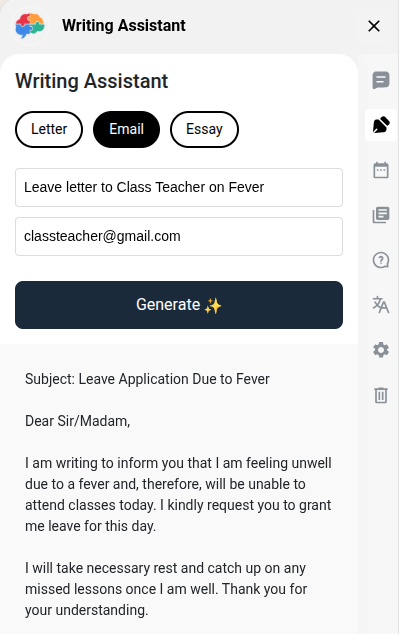 Writing Assistant
Writing Assistant
Letter
Email
Essay
Leave letter to Class Teacher on Fever
classteacher@gmail.com
Generate ✨
Subject: Leave Application Due to Fever
Dear Sir/Madam,
I am writing to inform you that I am feeling unwell
due to a fever and, therefore, will be unable to
attend classes today. I kindly request you to grant
me leave for this day.
I will take necessary rest and catch up on any
missed lessons once I am well. Thank you for
your understanding.